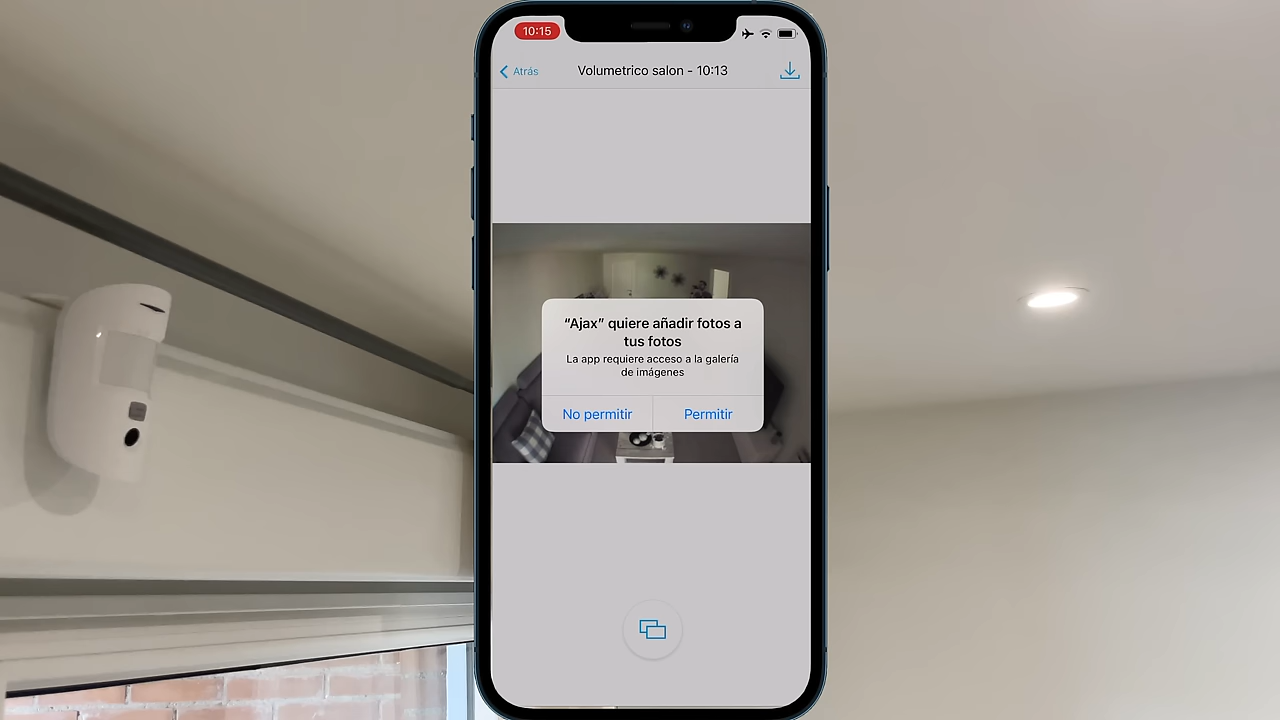 10:15
Atrás
Volumetrico salon - 10:13
“Ajax” quiere añadir fotos a
tus fotos
La app requiere acceso a la galería
de imágenes
No permitir
Permitir